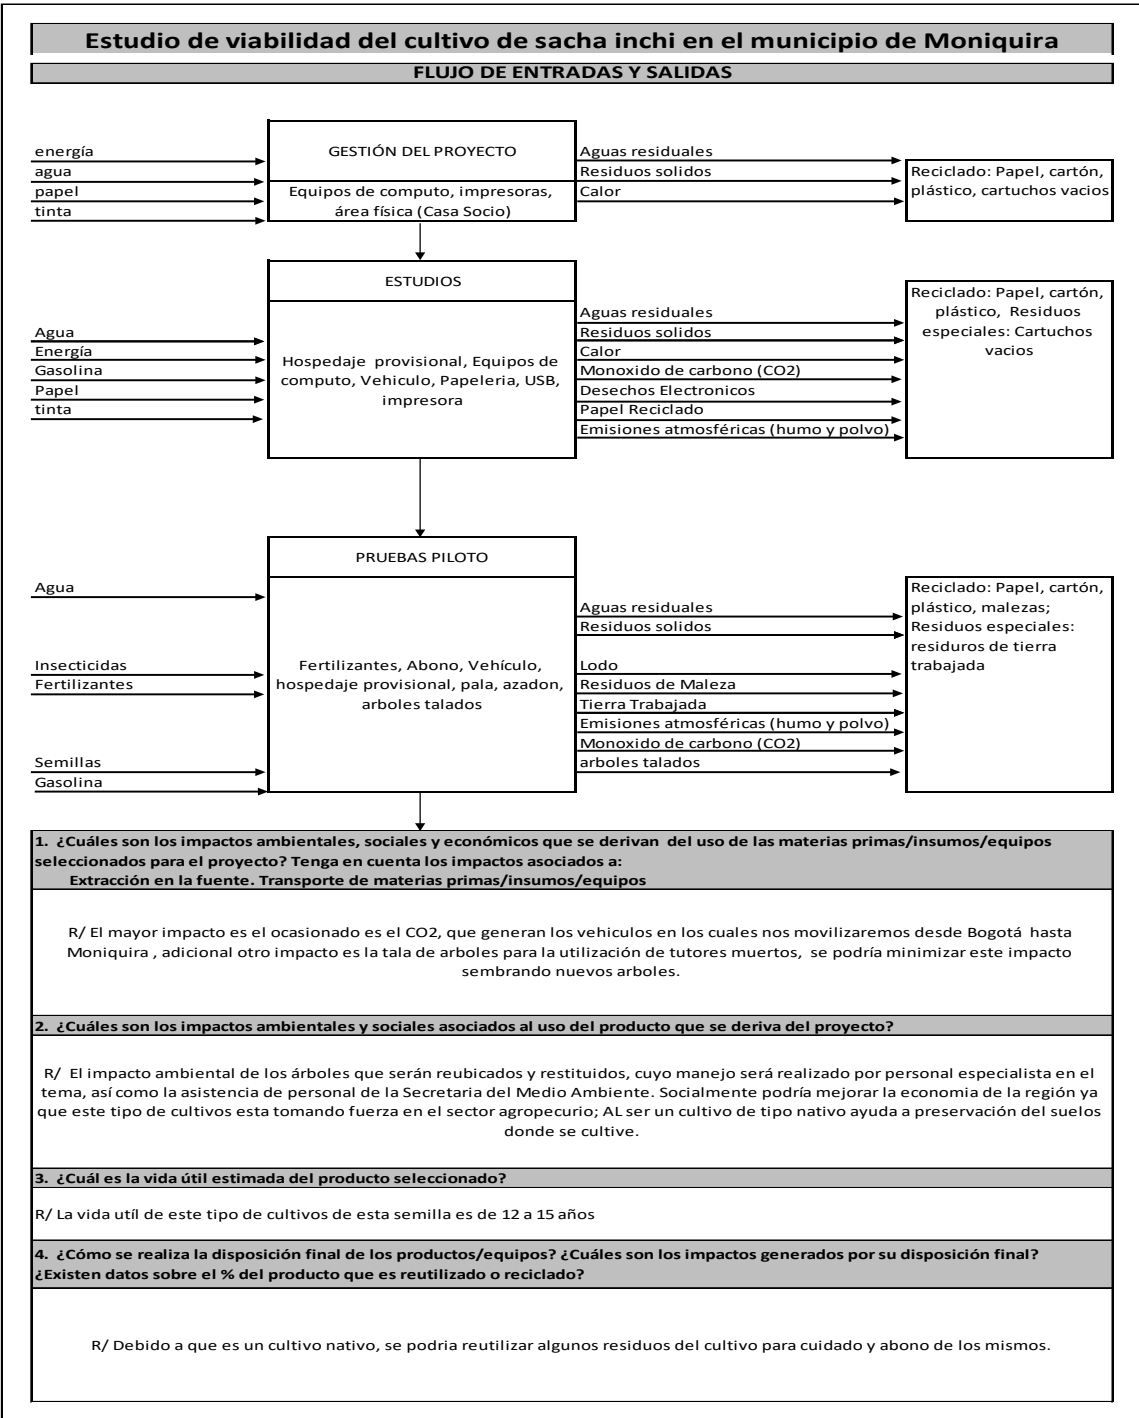 Estudio de viabilidad del cultivo de sacha inchi en el municipio de Moniquira
FLUJO DE ENTRADAS Y SALIDAS
energía
agua
papel
tinta
GESTIÓN DEL PROYECTO
Equipos de computo, impresoras,
área física (Casa Socio)
Aguas residuales
Residuos solidos
Calor
Reciclado: Papel, cartón,
plástico, cartuchos vacios
ESTUDIOS
Agua
Energía
Gasolina
Papel
tinta
Hospedaje provisional, Equipos de
computo, Vehiculo, Papeleria, USB,
impresora
Aguas residuales
Residuos solidos
Calor
Monoxido de carbono (CO2)
Desechos Electronicos
Papel Reciclado
Emisiones atmosféricas (humo y polvo)
Reciclado: Papel, cartón,
plástico, Residuos
especiales: Cartuchos
vacios
PRUEBAS PILOTO
Agua
Insecticidas
Fertilizantes
Semillas
Gasolina
Fertilizantes, Abono, Vehículo,
hospedaje provisional, pala, azadon,
arboles talados
Aguas residuales
Residuos solidos
Lodo
Residuos de Maleza
Tierra Trabajada
Emisiones atmosféricas (humo y polvo)
Monoxido de carbono (CO2)
arboles talados
Reciclado: Papel, cartón,
plástico, malezas;
Residuos especiales:
residuros de tierra
trabajada
1. ¿Cuáles son los impactos ambientales, sociales y económicos que se derivan del uso de las materias primas/insumos/equipos
seleccionados para el proyecto? Tenga en cuenta los impactos asociados a:
Extracción en la fuente. Transporte de materias primas/insumos/equipos
R/ El mayor impacto es el ocasionado es el CO2, que generan los vehiculos en los cuales nos movilizaremos desde Bogotá hasta
Moniquira , adicional otro impacto es la tala de arboles para la utilización de tutores muertos, se podría minimizar este impacto
sembrando nuevos arboles.
2. ¿Cuáles son los impactos ambientales y sociales asociados al uso del producto que se deriva del proyecto?
R/ El impacto ambiental de los árboles que serán reubicados y restituidos, cuyo manejo será realizado por personal especialista en el
tema, así como la asistencia de personal de la Secretaria del Medio Ambiente. Socialmente podría mejorar la economia de la región ya
que este tipo de cultivos esta tomando fuerza en el sector agropecurio; AL ser un cultivo de tipo nativo ayuda a preservación del suelos
donde se cultive.
3. ¿Cuál es la vida útil estimada del producto seleccionado?
R/ La vida utíl de este tipo de cultivos de esta semilla es de 12 a 15 años
4. ¿Cómo se realiza la disposición final de los productos/equipos? ¿Cuáles son los impactos generados por su disposición final?
¿Existen datos sobre el % del producto que es reutilizado o reciclado?
R/ Debido a que es un cultivo nativo, se podria reutilizar algunos residuos del cultivo para cuidado y abono de los mismos.